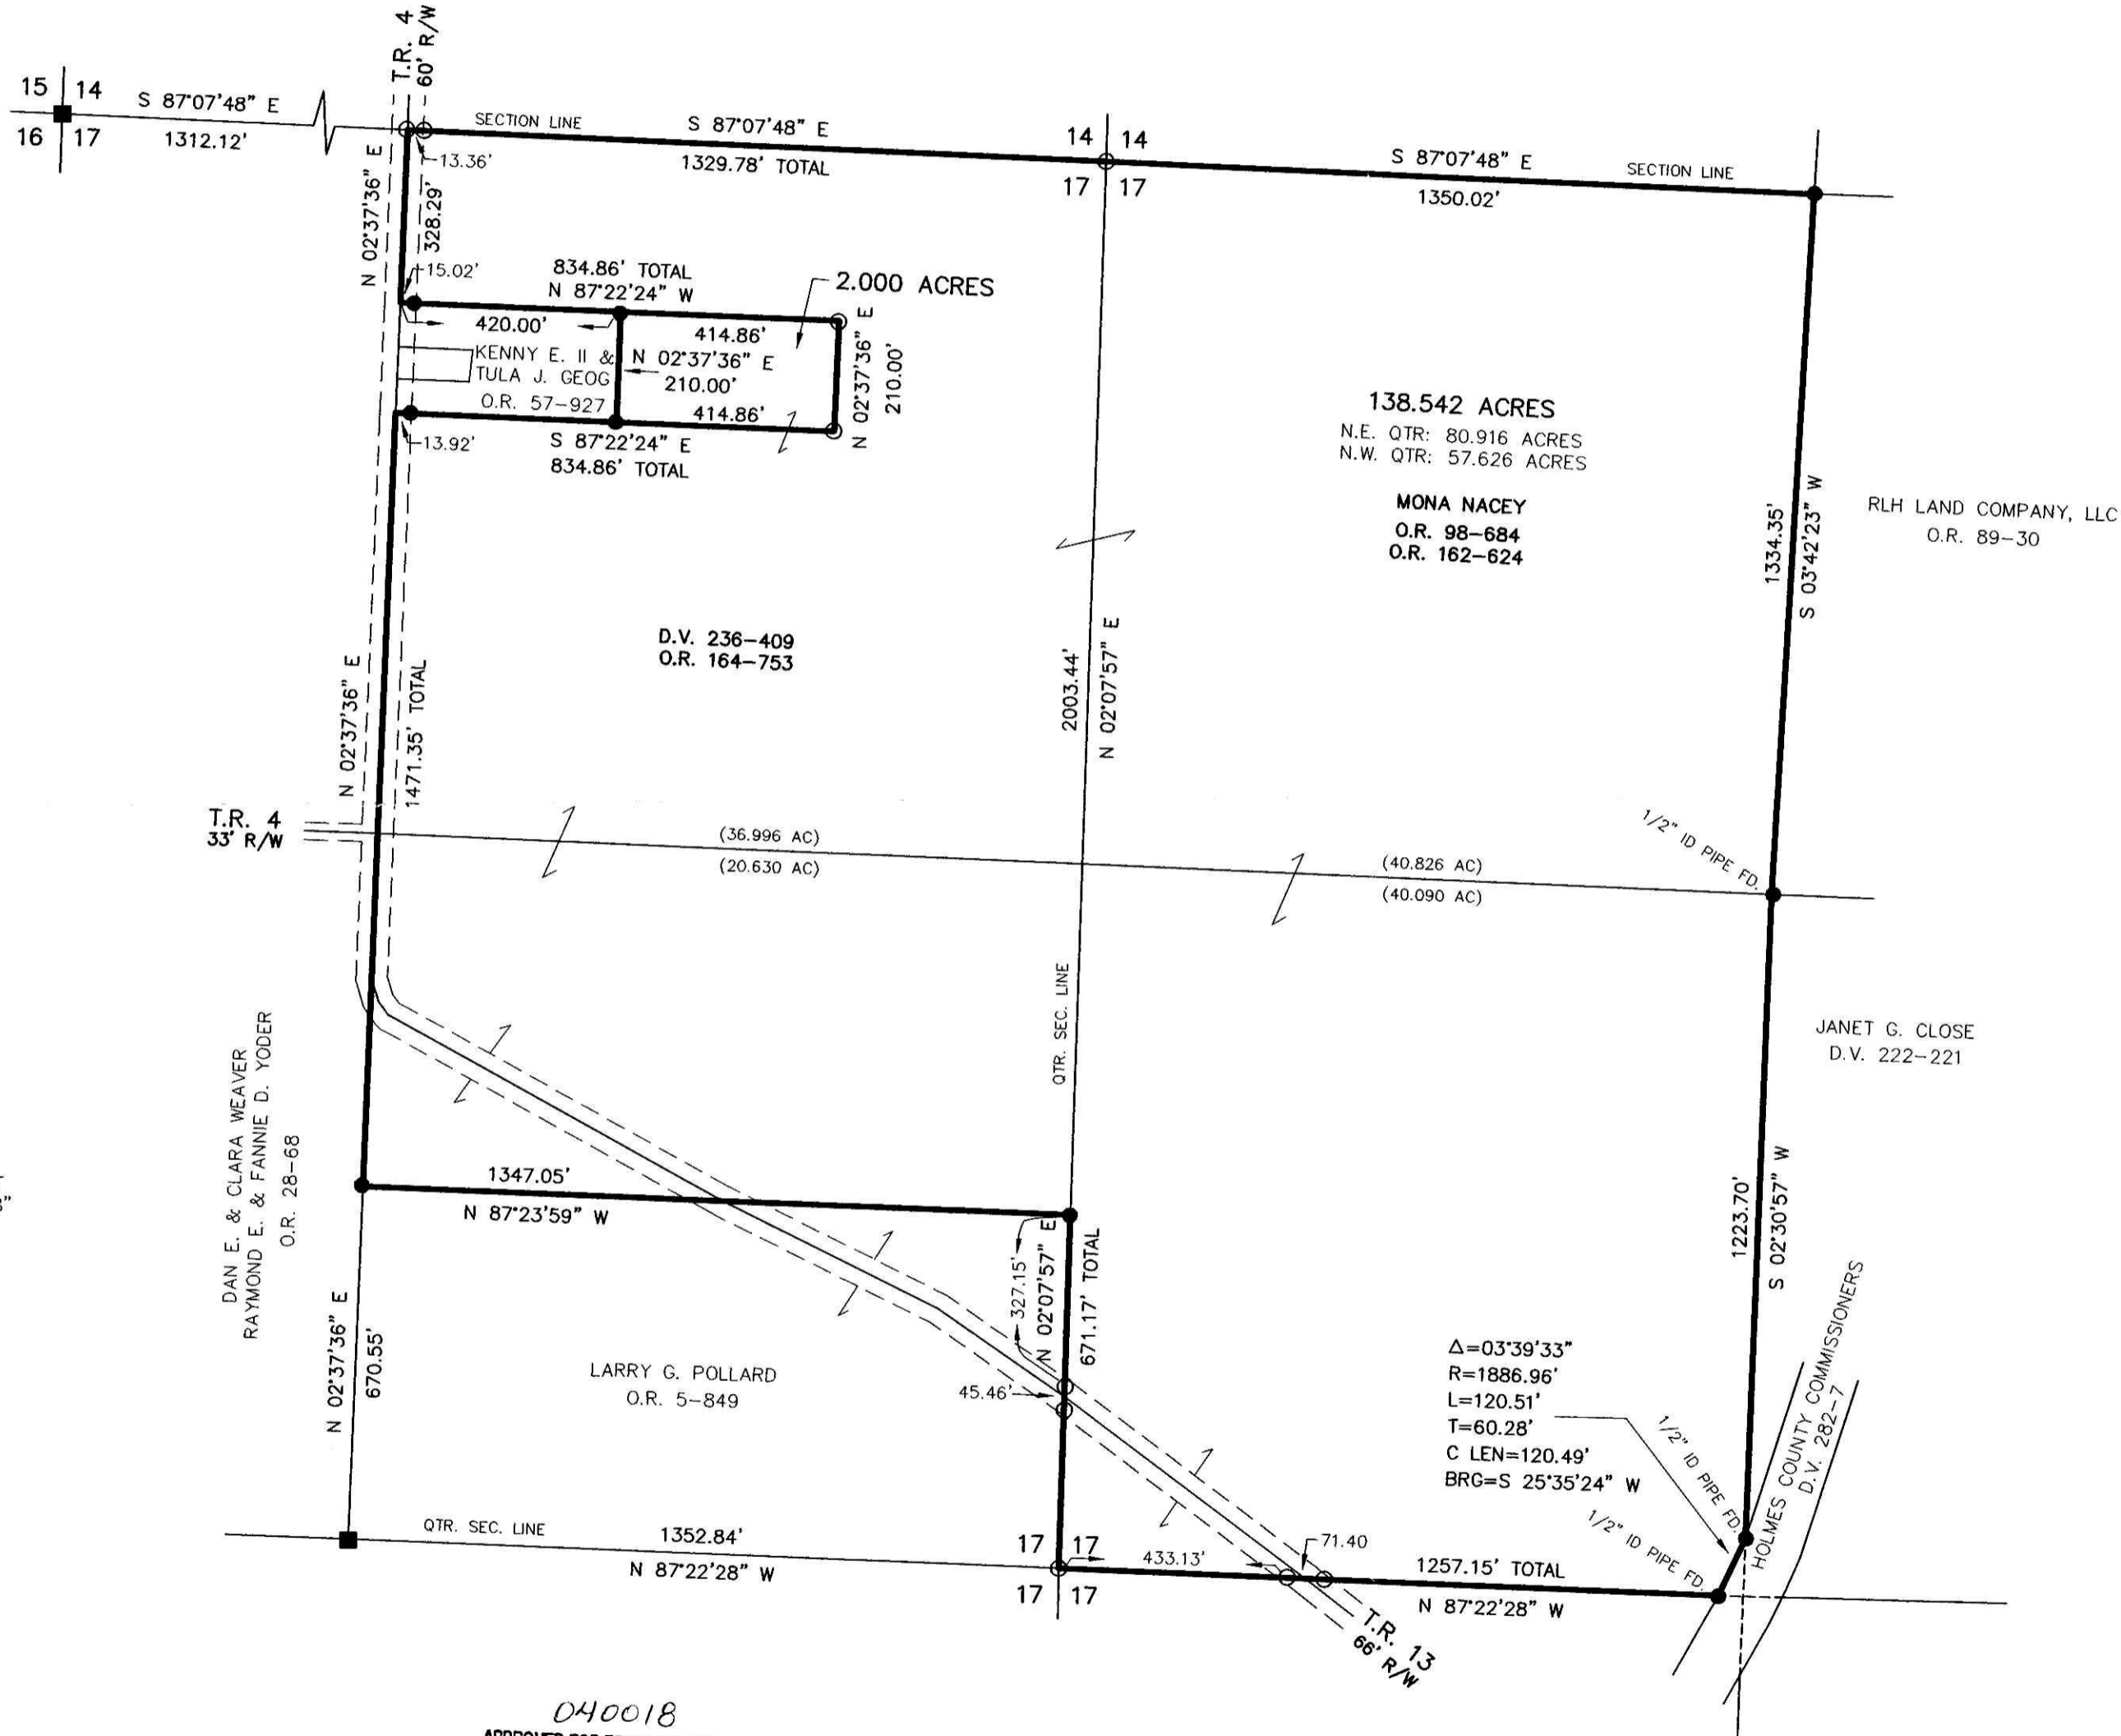 T.R. 4
60' R/W
15 14
S 87°07'48" E
16 17
1312.12'
SECTION LINE
S 87°07'48" E
1329.78' TOTAL
14 14
17 17
S 87°07'48" E
SECTION LINE
1350.02'
13.36'
N 02°37'36" E
328.29'
15.02'
834.86' TOTAL
N 87°22'24" W
2.000 ACRES
420.00'
414.86'
KENNY E. II &
TULA J. GEOG
O.R. 57-927
N 02°37'36" E
210.00'
414.86'
N 02°37'36" E
210.00'
13.92'
S 87°22'24" E
834.86' TOTAL
138.542 ACRES
N.E. QTR: 80.916 ACRES
N.W. QTR: 57.626 ACRES
MONA NACEY
O.R. 98-684
O.R. 162-624
1334.35'
S 03°42'23" W
RLH LAND COMPANY, LLC
O.R. 89-30
D.V. 236-409
O.R. 164-753
2003.44'
N 02°07'57" E
N 02°37'36" E
1471.35' TOTAL
T.R. 4
33' R/W
(36.996 AC)
(20.630 AC)
(40.826 AC)
(40.090 AC)
1/2" ID PIPE FD.
QTR. SEC. LINE
JANET G. CLOSE
D.V. 222-221
DAN E. & CLARA WEAVER
RAYMOND E. & FANNIE D. YODER
O.R. 28-68
1347.05'
N 87°23'59" W
327.15'
N 02°07'57" E
671.17' TOTAL
1223.70'
S 02°30'57" W
N 02°37'36" E
670.55'
LARRY G. POLLARD
O.R. 5-849
45.46'
Δ=03°39'33"
R=1886.96'
L=120.51'
T=60.28'
C LEN=120.49'
BRG=S 25°35'24" W
1/2" ID PIPE FD.
1/2" ID PIPE FD.
HOLMES COUNTY COMMISSIONERS
D.V. 282-7
QTR. SEC. LINE
1352.84'
N 87°22'28" W
17 17
17 17
433.13'
71.40
1257.15' TOTAL
N 87°22'28" W
T.R. 13
66' R/W
040018